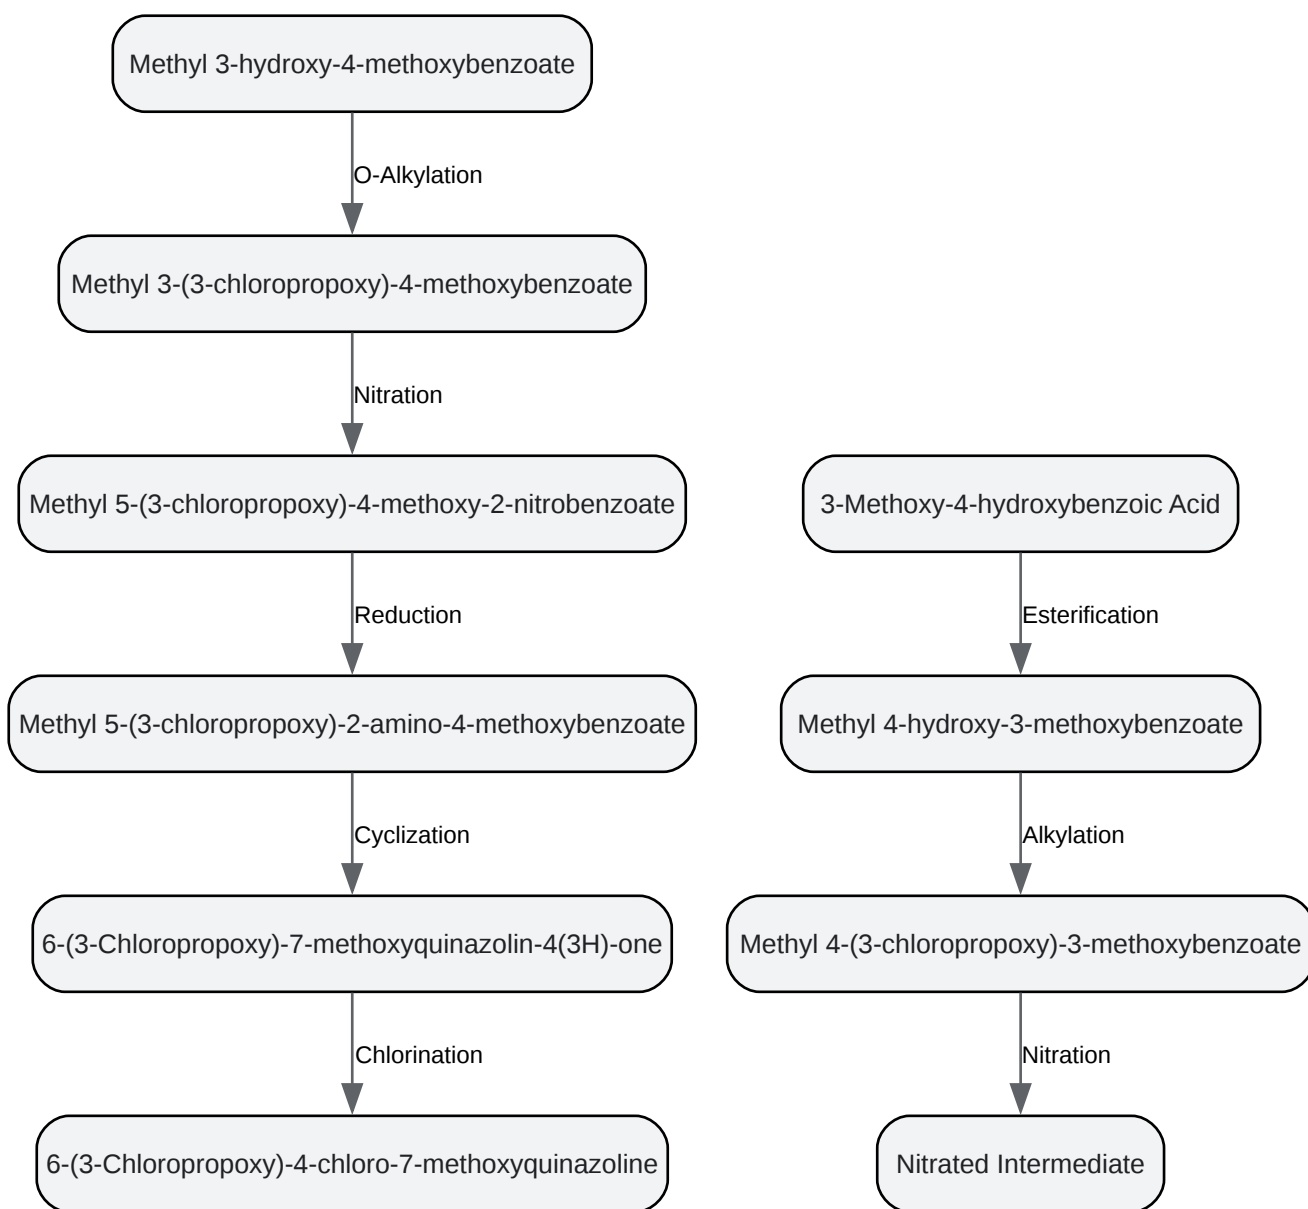 Methyl 3-hydroxy-4-methoxybenzoate
O-Alkylation
Methyl 3-(3-chloropropoxy)-4-methoxybenzoate
Nitration
Methyl 5-(3-chloropropoxy)-4-methoxy-2-nitrobenzoate
Reduction
Methyl 5-(3-chloropropoxy)-2-amino-4-methoxybenzoate
Cyclization
6-(3-Chloropropoxy)-7-methoxyquinazolin-4(3H)-one
Chlorination
6-(3-Chloropropoxy)-4-chloro-7-methoxyquinazoline
3-Methoxy-4-hydroxybenzoic Acid
Esterification
Methyl 4-hydroxy-3-methoxybenzoate
Alkylation
Methyl 4-(3-chloropropoxy)-3-methoxybenzoate
Nitration
Nitrated Intermediate